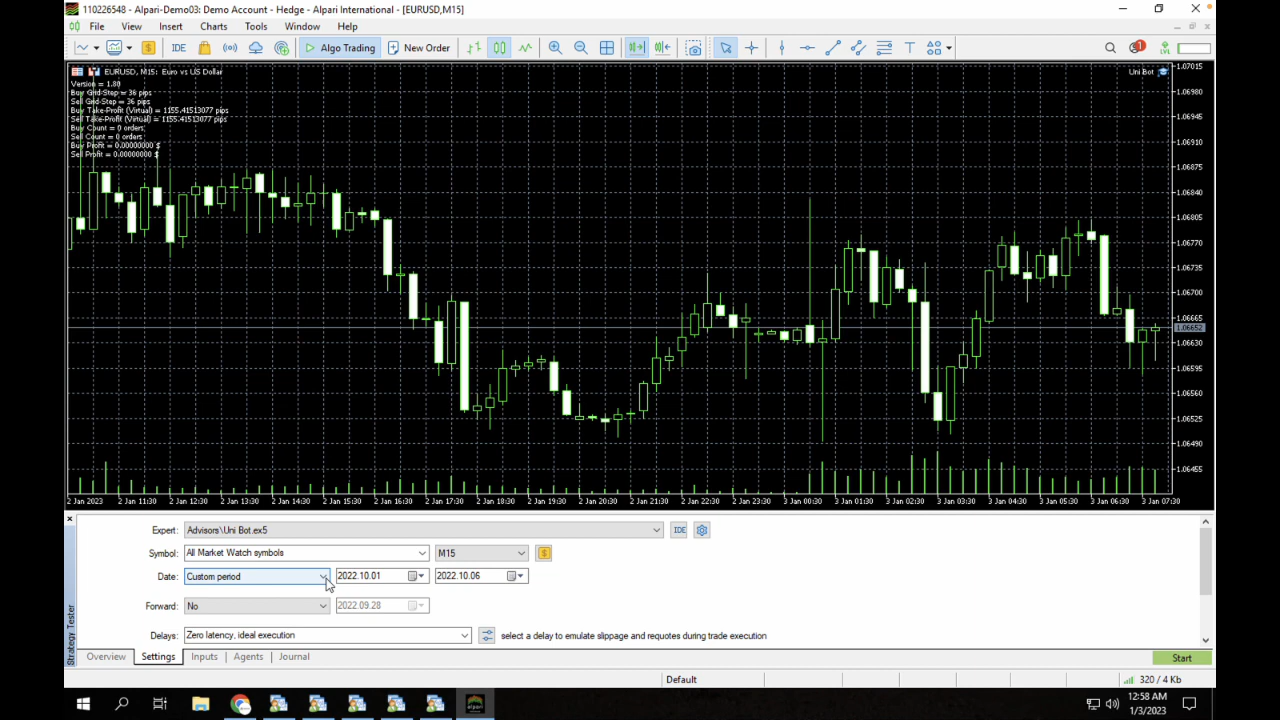 110226548 - Alpari-Demo03: Demo Account - Hedge - Alpari International - [EURUSD,M15]
File View Insert Charts Tools Window Help
IDE Algo Trading New Order 1
EURUSD, M15: Euro vs US Dollar
Uni Bot
Version = 1.80
Buy Grid-Step = 36 pips
Sell Grid-Step = 36 pips
Buy Take-Profit (Virtual) = 1155.41513077 pips
Sell Take-Profit (Virtual) = 1155.41513077 pips
Buy Count = 0 orders
Sell Count = 0 orders
Buy Profit = 0.00000000 $
Sell Profit = 0.00000000 $
1.07015
1.06980
1.06945
1.06910
1.06875
1.06840
1.06805
1.06770
1.06735
1.06700
1.06665
1.06652
1.06630
1.06595
1.06560
1.06525
1.06490
1.06455
2 Jan 2023 2 Jan 11:30 2 Jan 12:30 2 Jan 13:30 2 Jan 14:30 2 Jan 15:30 2 Jan 16:30 2 Jan 17:30 2 Jan 18:30 2 Jan 19:30 2 Jan 20:30 2 Jan 21:30 2 Jan 22:30 2 Jan 23:30 3 Jan 00:30 3 Jan 01:30 3 Jan 02:30 3 Jan 03:30 3 Jan 04:30 3 Jan 05:30 3 Jan 06:30 3 Jan 07:30
Expert: Advisors\Uni Bot.ex5 IDE
Symbol: All Market Watch symbols M15
Date: Custom period 2022.10.01 2022.10.06
Forward: No 2022.09.28
Delays: Zero latency, ideal execution select a delay to emulate slippage and requotes during trade execution
Strategy Tester
Overview Settings Inputs Agents Journal Start
Default 320 / 4 Kb
alpari
12:58 AM
1/3/2023